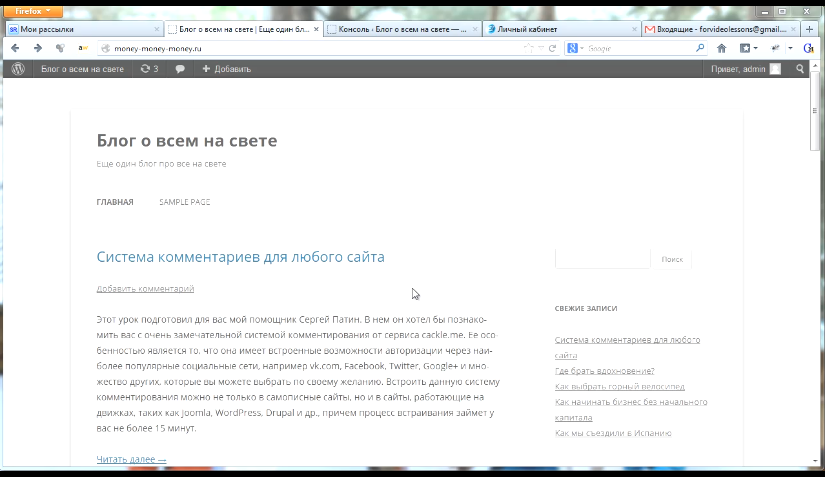 Firefox
Мои рассылки
Блог о всем на свете | Еще один бл...
Консоль ‹ Блог о всем на свете — ...
Личный кабинет
Входящие - forvideolessons@gmail....
money-money-money.ru
Google
Блог о всем на свете
3
Добавить
Привет, admin
Блог о всем на свете
Еще один блог про все на свете
ГЛАВНАЯ
SAMPLE PAGE
Система комментариев для любого сайта
Добавить комментарий
Этот урок подготовил для вас мой помощник Сергей Патин. В нем он хотел бы познако-
мить вас с очень замечательной системой комментирования от сервиса cackle.me. Ее осо-
бенностью является то, что она имеет встроенные возможности авторизации через наи-
более популярные социальные сети, например vk.com, Facebook, Twitter, Google+ и мно-
жество других, которые вы можете выбрать по своему желанию. Встроить данную систему
комментирования можно не только в самописные сайты, но и в сайты, работающие на
движках, таких как Joomla, WordPress, Drupal и др., причем процесс встраивания займет у
вас не более 15 минут.
Читать далее →
Поиск
СВЕЖИЕ ЗАПИСИ
Система комментариев для любого
сайта
Где брать вдохновение?
Как выбрать горный велосипед
Как начинать бизнес без начального
капитала
Как мы съездили в Испанию